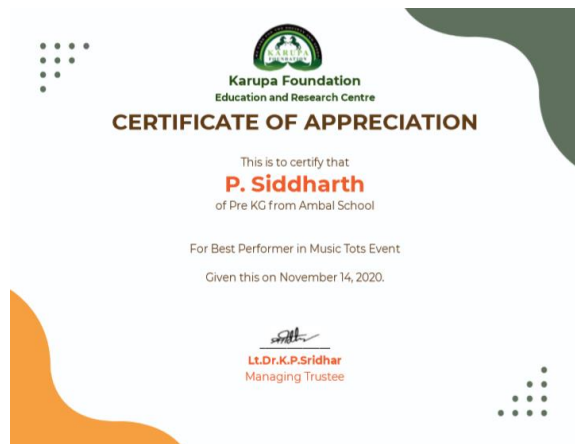 KARUPA
FOUNDATION
Karupa Foundation
Education and Research Centre
CERTIFICATE OF APPRECIATION
This is to certify that
P. Siddharth
of Pre KG from Ambal School
For Best Performer in Music Tots Event
Given this on November 14, 2020.
Lt.Dr.K.P.Sridhar
Managing Trustee